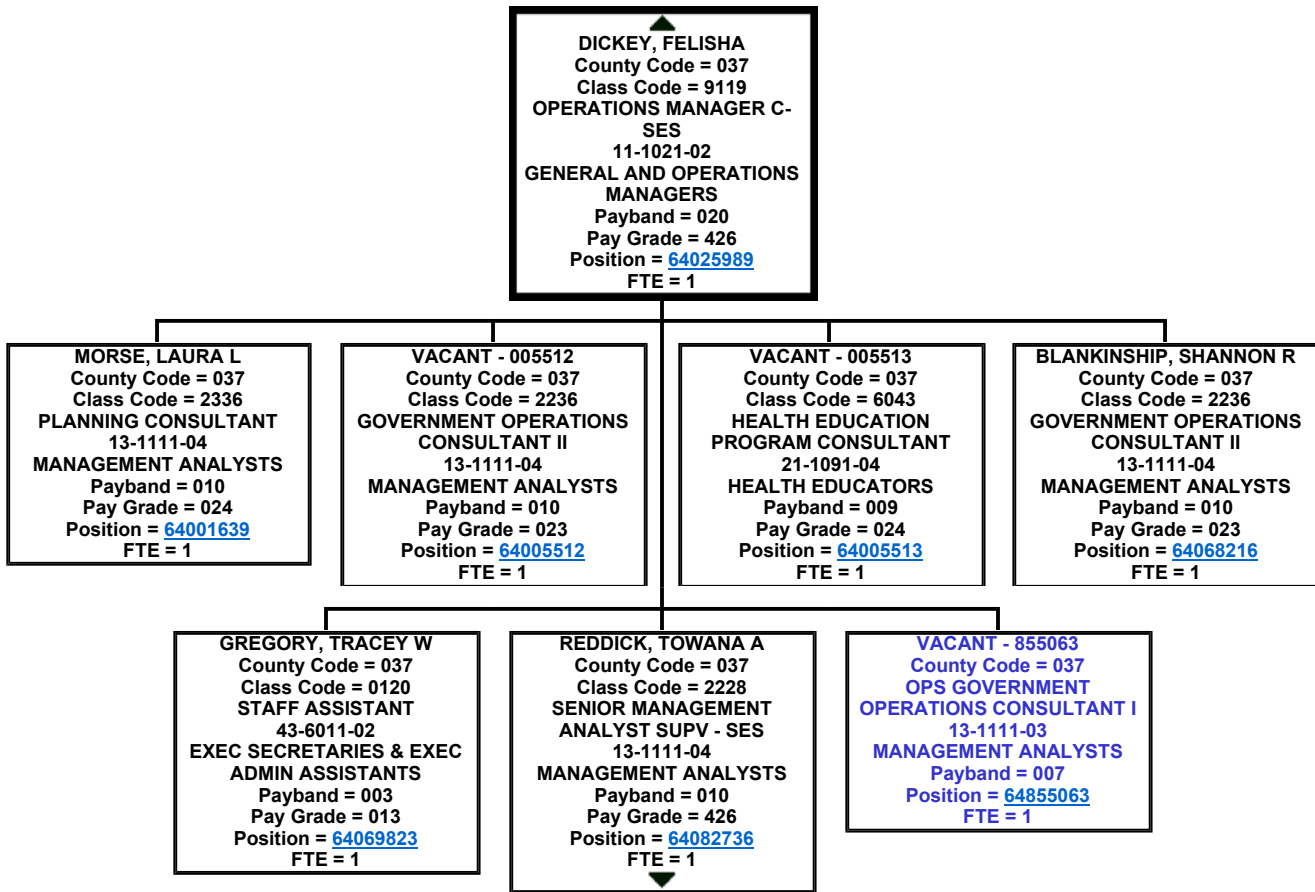 DICKEY, FELISHA
County Code = 037
Class Code = 9119
OPERATIONS MANAGER C-
SES
11-1021-02
GENERAL AND OPERATIONS
MANAGERS
Payband = 020
Pay Grade = 426
Position = 64025989
FTE = 1
MORSE, LAURA L
County Code = 037
Class Code = 2336
PLANNING CONSULTANT
13-1111-04
MANAGEMENT ANALYSTS
Payband = 010
Pay Grade = 024
Position = 64001639
FTE = 1
VACANT - 005512
County Code = 037
Class Code = 2236
GOVERNMENT OPERATIONS
CONSULTANT II
13-1111-04
MANAGEMENT ANALYSTS
Payband = 010
Pay Grade = 023
Position = 64005512
FTE = 1
VACANT - 005513
County Code = 037
Class Code = 6043
HEALTH EDUCATION
PROGRAM CONSULTANT
21-1091-04
HEALTH EDUCATORS
Payband = 009
Pay Grade = 024
Position = 64005513
FTE = 1
BLANKINSHIP, SHANNON R
County Code = 037
Class Code = 2236
GOVERNMENT OPERATIONS
CONSULTANT II
13-1111-04
MANAGEMENT ANALYSTS
Payband = 010
Pay Grade = 023
Position = 64068216
FTE = 1
GREGORY, TRACEY W
County Code = 037
Class Code = 0120
STAFF ASSISTANT
43-6011-02
EXEC SECRETARIES & EXEC
ADMIN ASSISTANTS
Payband = 003
Pay Grade = 013
Position = 64069823
FTE = 1
REDDICK, TOWANA A
County Code = 037
Class Code = 2228
SENIOR MANAGEMENT
ANALYST SUPV - SES
13-1111-04
MANAGEMENT ANALYSTS
Payband = 010
Pay Grade = 426
Position = 64082736
FTE = 1
VACANT - 855063
County Code = 037
OPS GOVERNMENT
OPERATIONS CONSULTANT I
13-1111-03
MANAGEMENT ANALYSTS
Payband = 007
Position = 64855063
FTE = 1